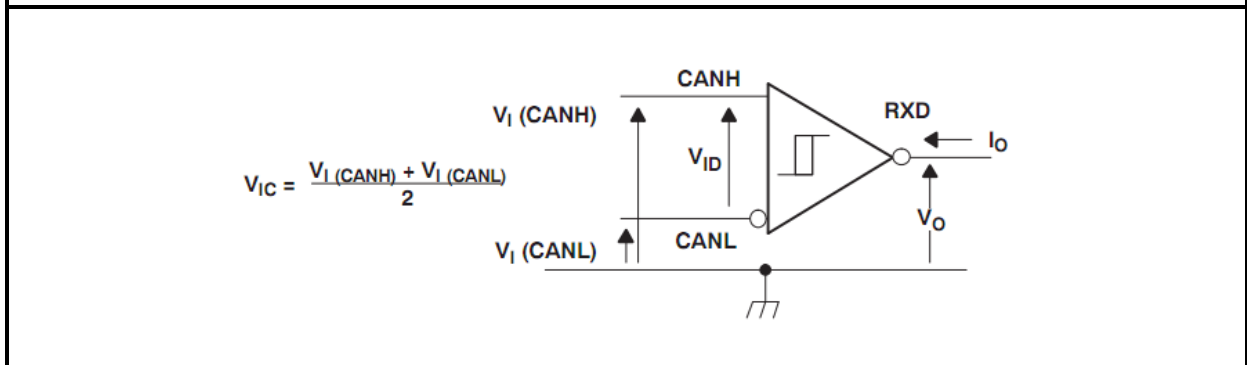 CANH
V_I (CANH)
RXD
I_O
V_ID
V_IC = V_I (CANH) + V_I (CANL)
2
V_O
CANL
V_I (CANL)